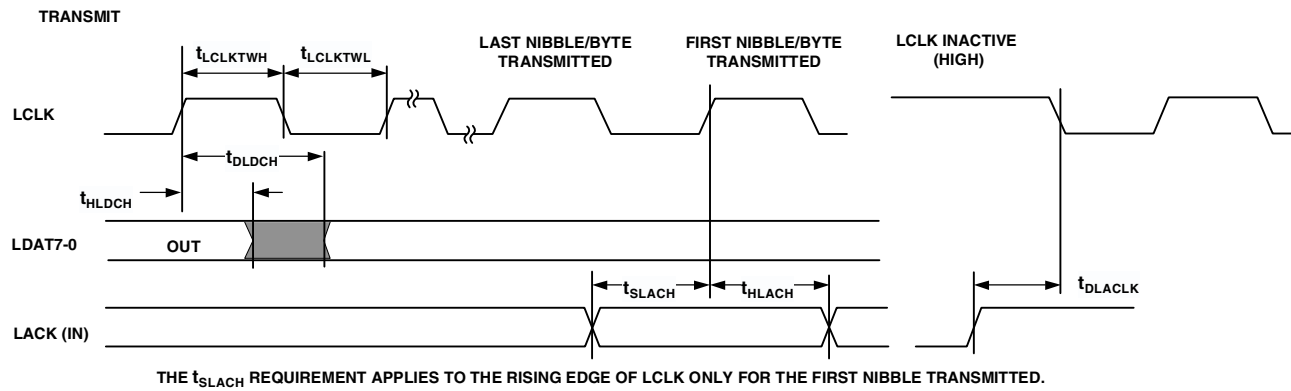 TRANSMIT
tLCLKTWH
tLCLKTWL
LAST NIBBLE/BYTE
TRANSMITTED
FIRST NIBBLE/BYTE
TRANSMITTED
LCLK INACTIVE
(HIGH)
LCLK
tDLDCH
tHLDCH
LDAT7-0
OUT
tSLACH
tHLACH
tDLACLK
LACK (IN)
THE tSLACH REQUIREMENT APPLIES TO THE RISING EDGE OF LCLK ONLY FOR THE FIRST NIBBLE TRANSMITTED.